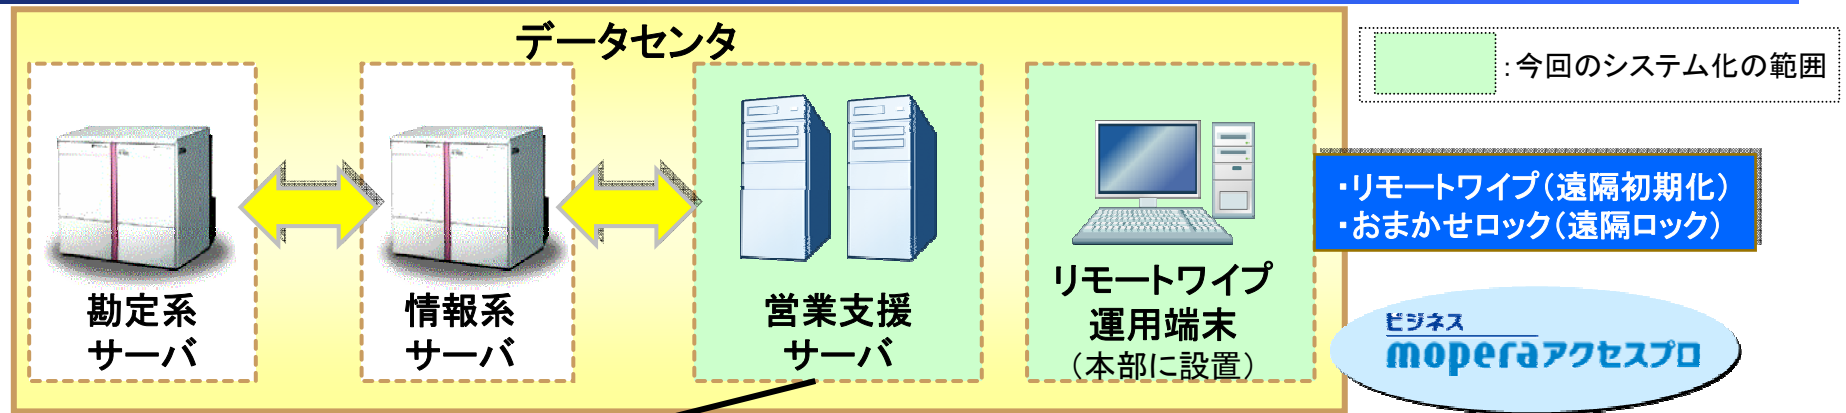 データセンタ
:今回のシステム化の範囲
・リモートワイプ(遠隔初期化)
・おまかせロック(遠隔ロック)
勘定系
サーバ
情報系
サーバ
営業支援
サーバ
リモートワイプ
運用端末
(本部に設置)
ビジネス
moperaアクセスプロ